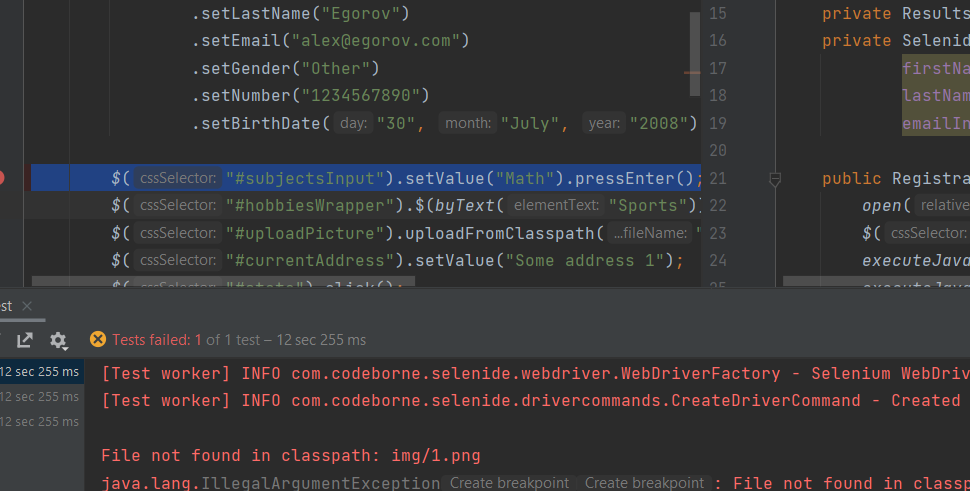 .setLastName("Egorov")
.setEmail("alex@egorov.com")
.setGender("Other")
.setNumber("1234567890")
.setBirthDate( day: "30", month: "July", year: "2008")
$( cssSelector: "#subjectsInput").setValue("Math").pressEnter();
$( cssSelector: "#hobbiesWrapper").$(byText( elementText: "Sports"))
$( cssSelector: "#uploadPicture").uploadFromClasspath( ...fileName: "
$( cssSelector: "#currentAddress").setValue("Some address 1");
$( cssSelector: "#state").click();
15 private Results
16 private Selenid
17 firstNa
18 lastNam
19 emailIn
20
21 public Registra
22 open( relative
23 $( cssSelector:
24 executeJava
25 executeJava
est
Tests failed: 1 of 1 test – 12 sec 255 ms
12 sec 255 ms
12 sec 255 ms
12 sec 255 ms
[Test worker] INFO com.codeborne.selenide.webdriver.WebDriverFactory - Selenium WebDriv
[Test worker] INFO com.codeborne.selenide.drivercommands.CreateDriverCommand - Created
File not found in classpath: img/1.png
java.lang.IllegalArgumentException Create breakpoint Create breakpoint : File not found in classp